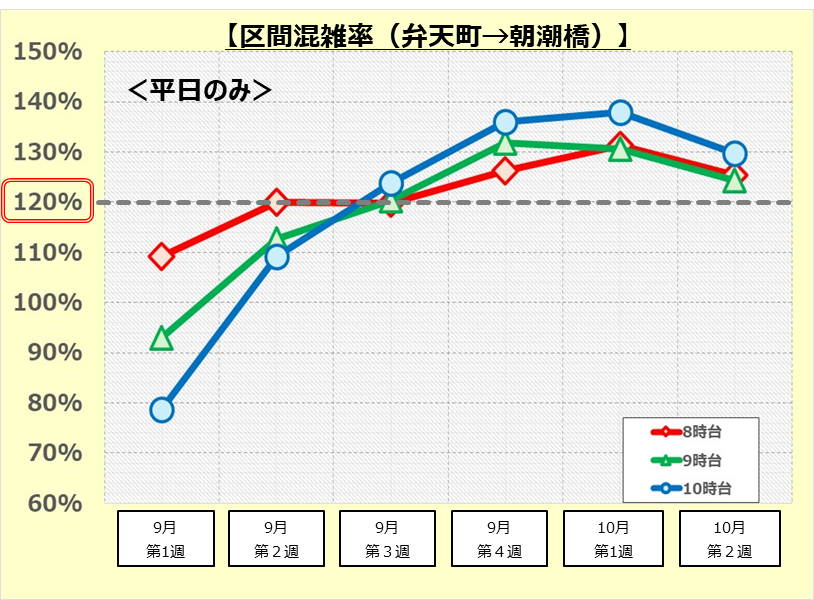 【区間混雑率（弁天町→朝潮橋）】
＜平日のみ＞
150%
140%
130%
120%
110%
100%
90%
80%
70%
60%
8時台
9時台
10時台
9月
第1週
9月
第２週
9月
第３週
9月
第４週
10月
第1週
10月
第２週